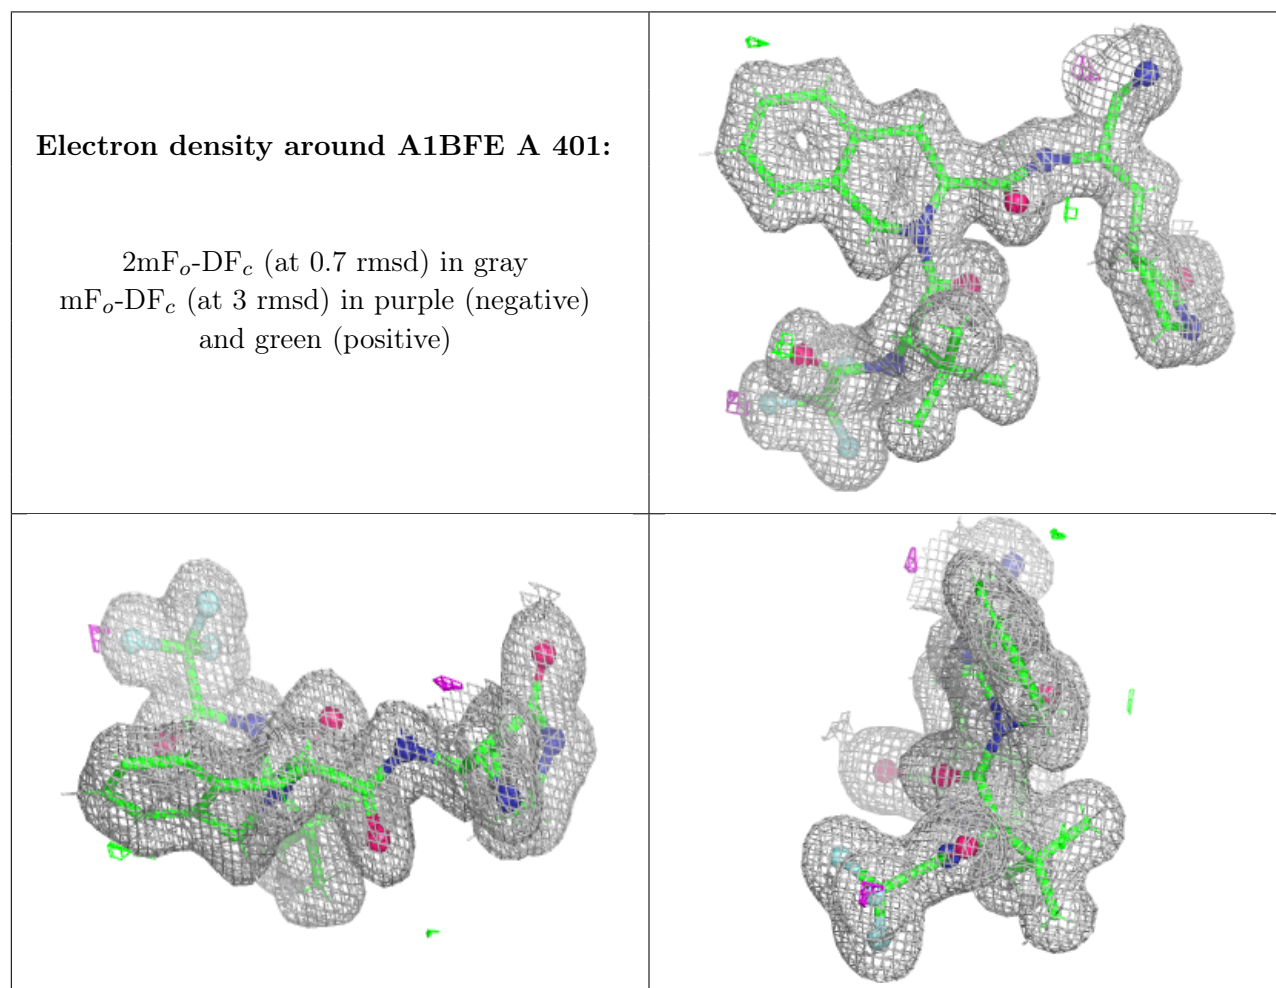 Electron density around A1BFE A 401:
2mFo-DFc (at 0.7 rmsd) in gray
mFo-DFc (at 3 rmsd) in purple (negative)
and green (positive)